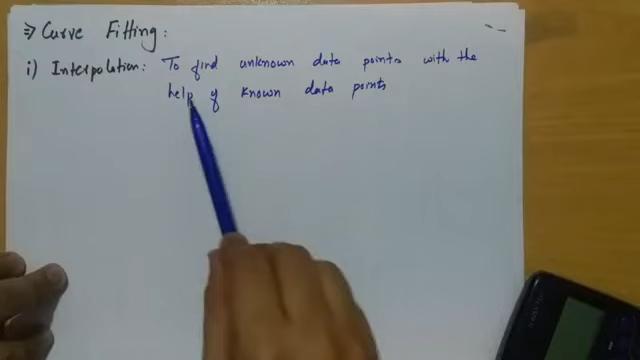 ⇒ Curve Fitting:
i) Interpolation: To find unknown data points with the
help of known data points